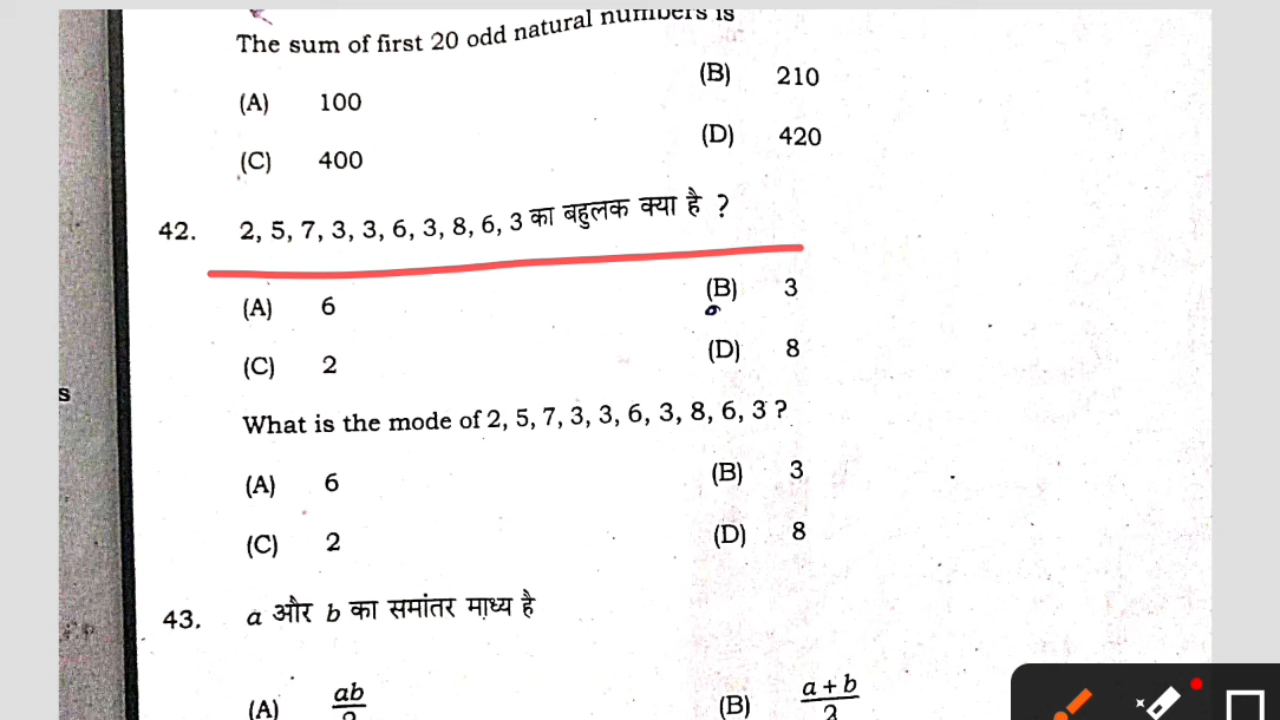 The sum of first 20 odd natural numbers is
(A) 100 (B) 210
(C) 400 (D) 420
42. 2, 5, 7, 3, 3, 6, 3, 8, 6, 3 का बहुलक क्या है ?
(A) 6 (B) 3
(C) 2 (D) 8
s
What is the mode of 2, 5, 7, 3, 3, 6, 3, 8, 6, 3 ?
(A) 6 (B) 3
(C) 2 (D) 8
43. a और b का समांतर माध्य है
(A) ab/2 (B) a + b/2